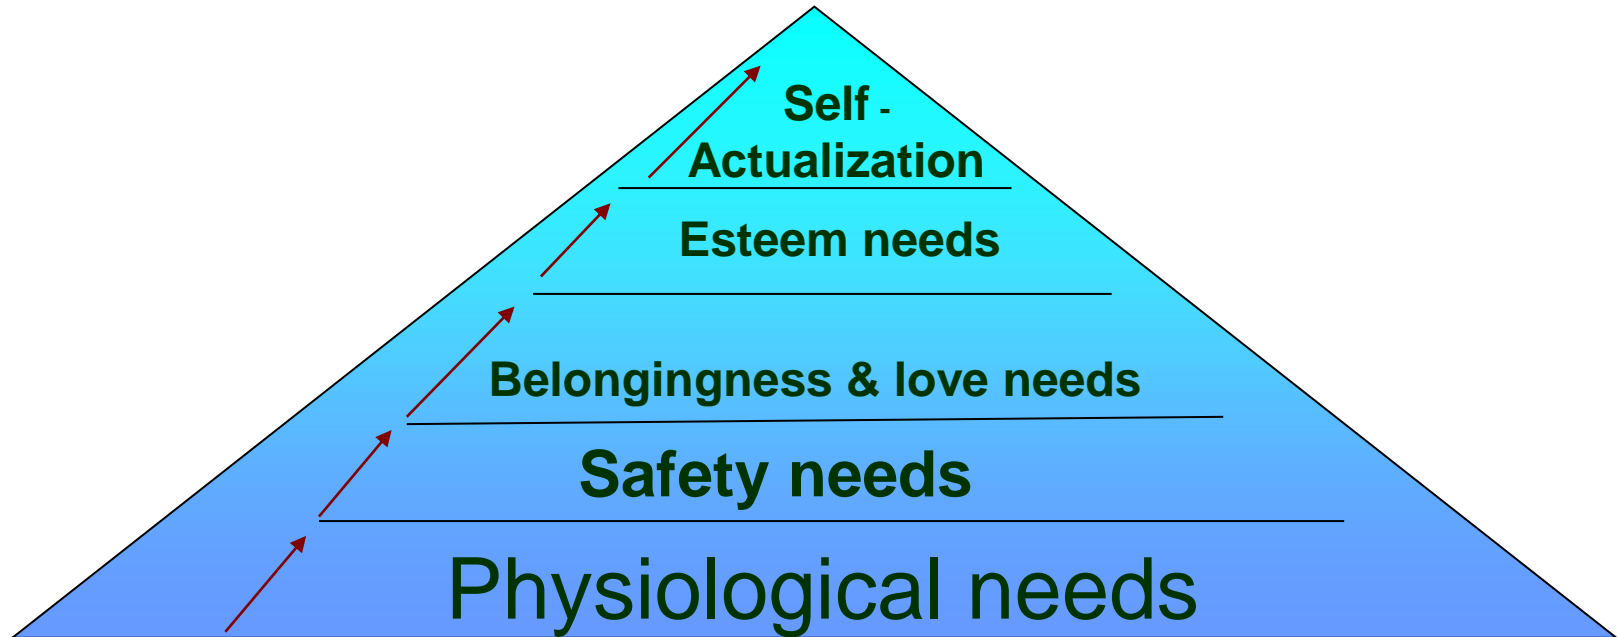 Self -
Actualization
Esteem needs
Belongingness & love needs
Safety needs
Physiological needs